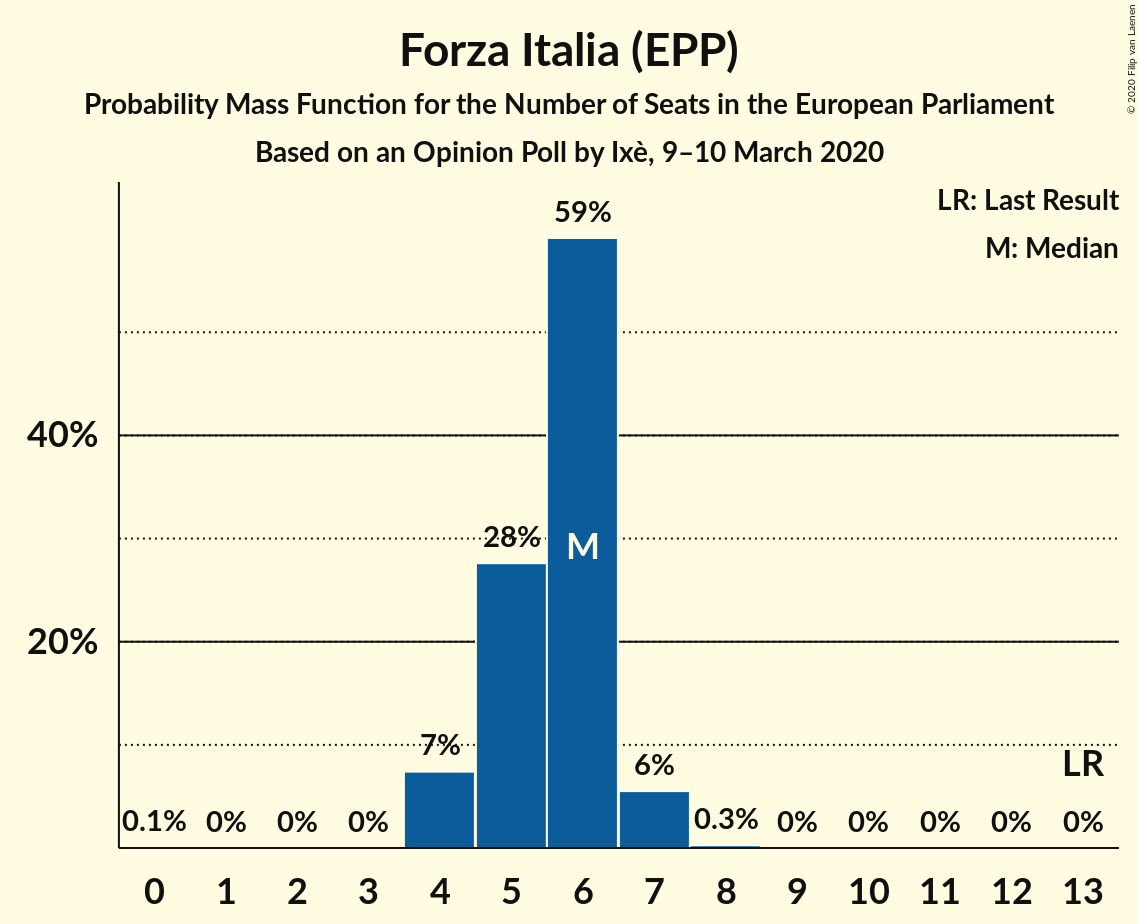 Forza Italia (EPP)
Probability Mass Function for the Number of Seats in the European Parliament
Based on an Opinion Poll by Ixè, 9–10 March 2020
© 2020 Filip van Laenen
LR: Last Result
M: Median
59%
40%
28%
M
20%
7%
6%
LR
0.1% 0% 0% 0% 0.3% 0% 0% 0% 0% 0%
0 1 2 3 4 5 6 7 8 9 10 11 12 13